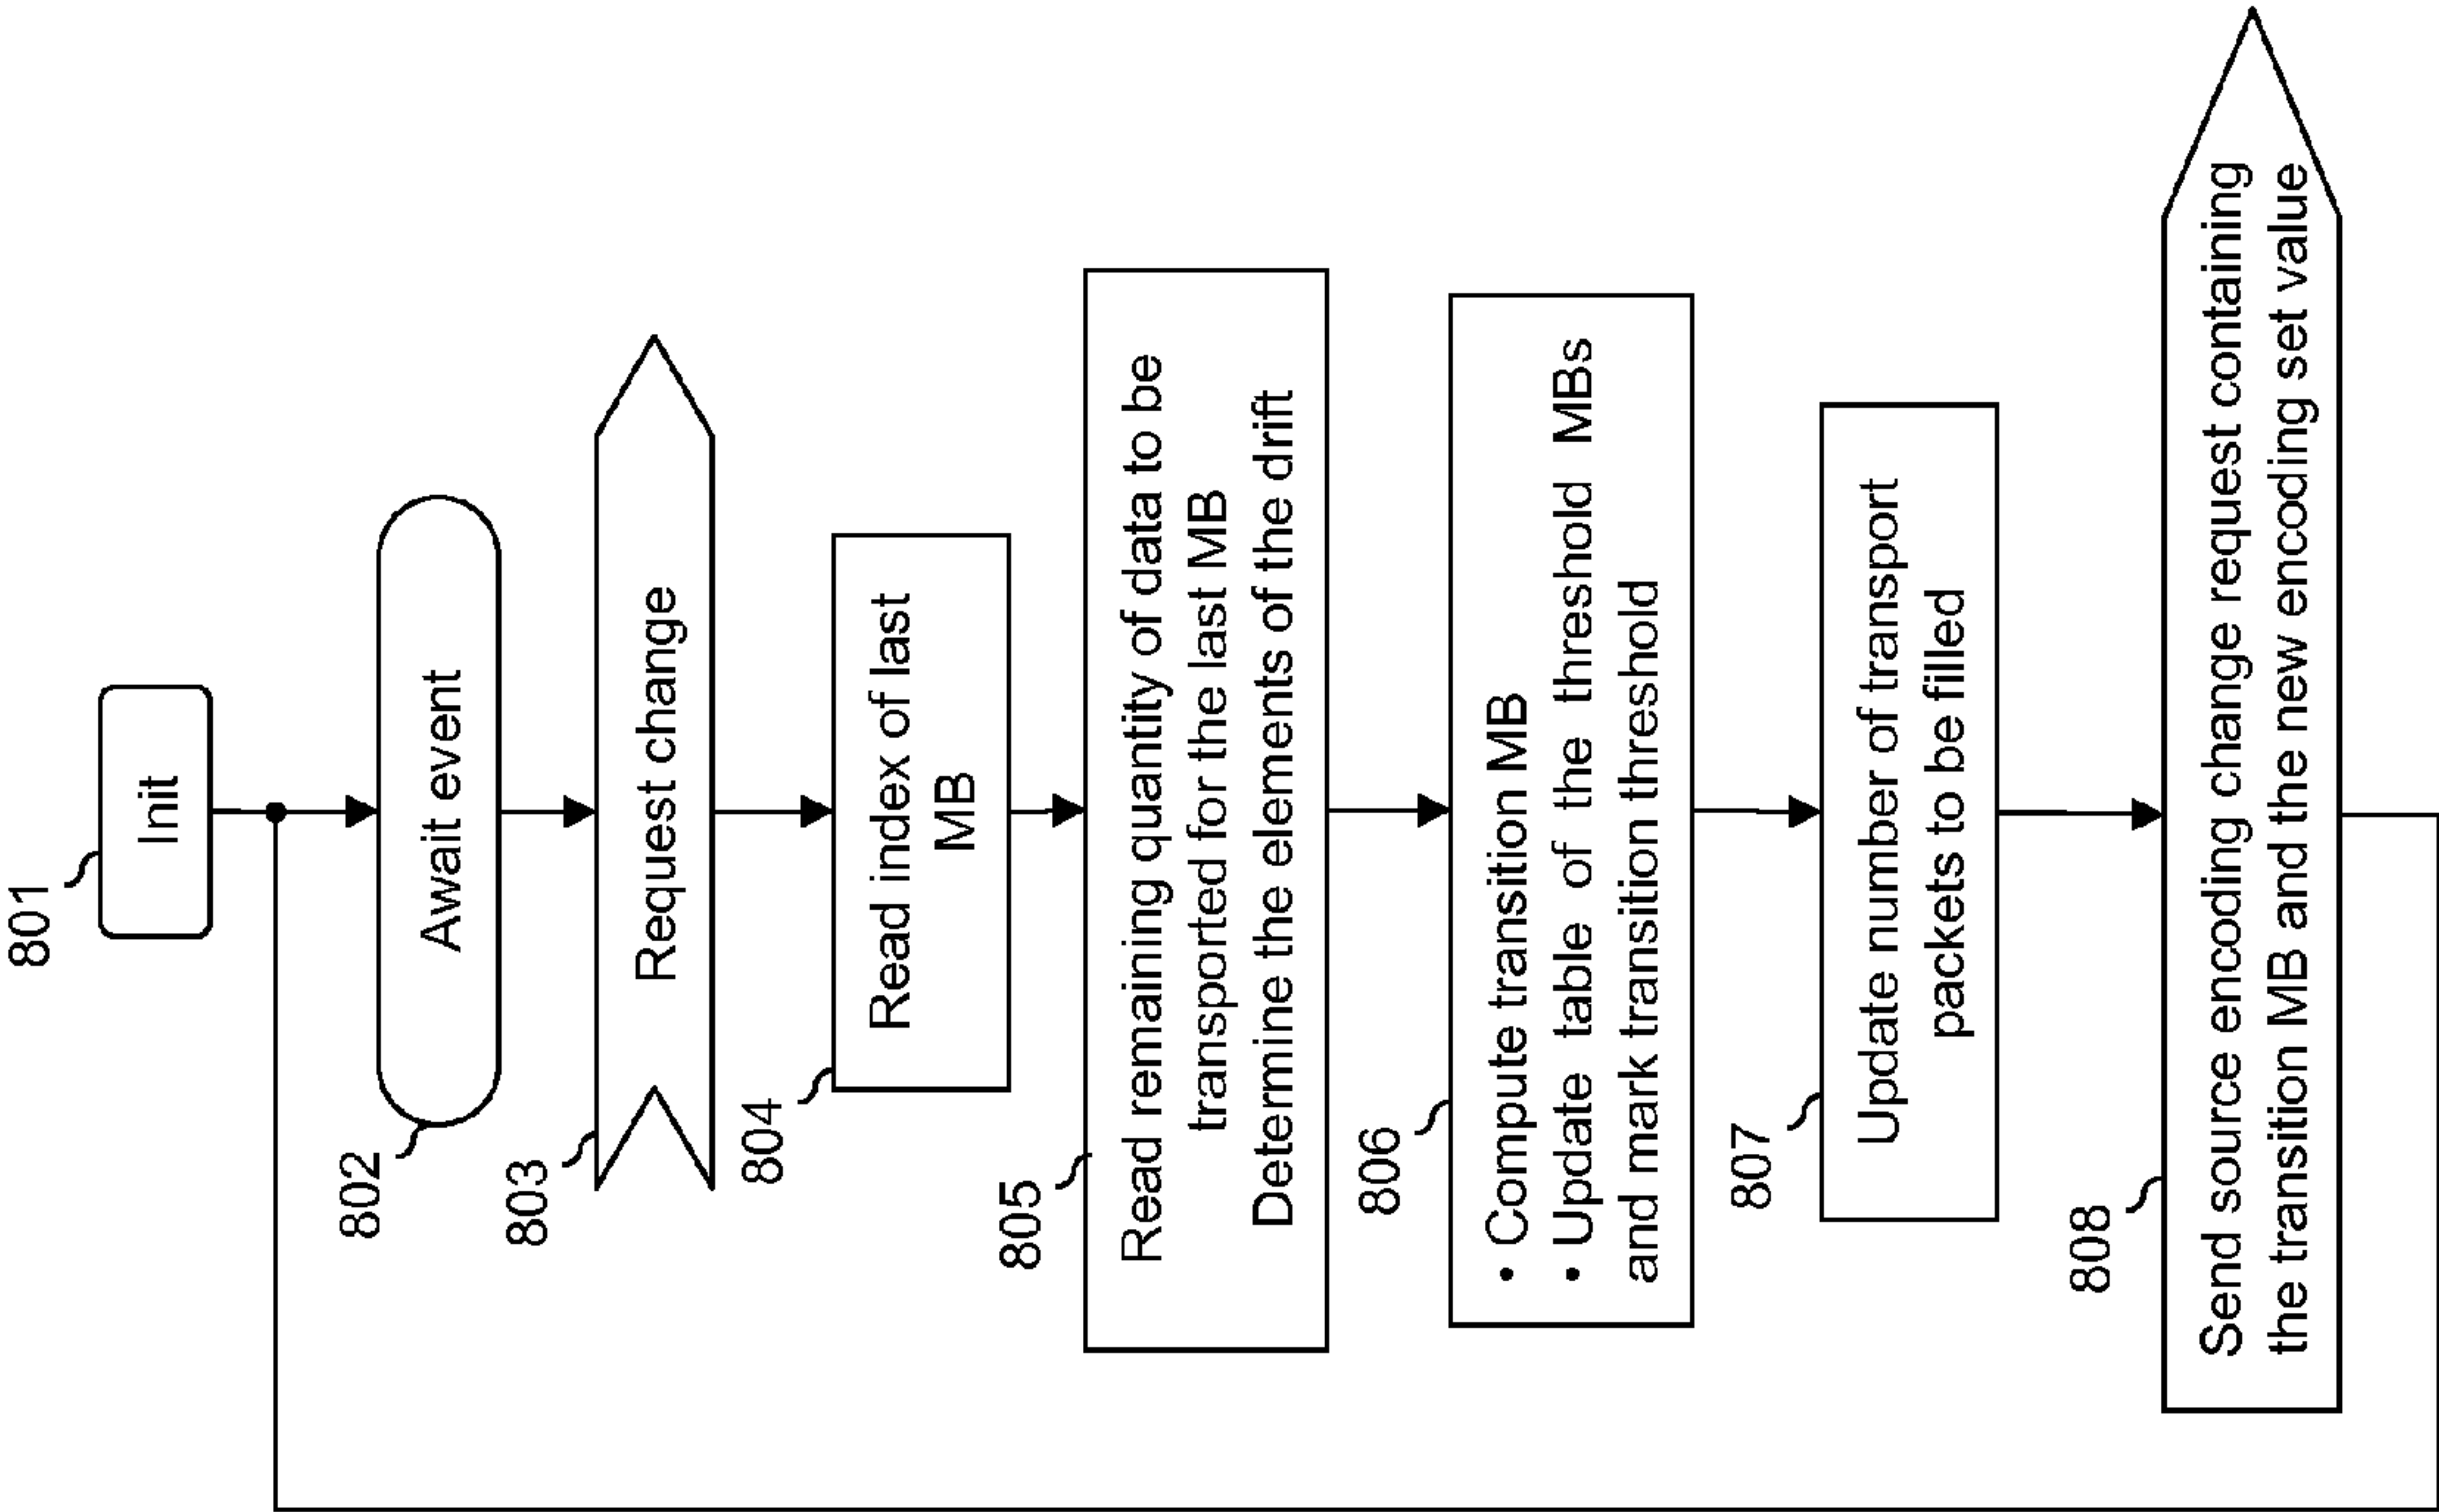 801
Init
802
Await event
803
Request change
804
Read index of last
MB
805
Read remaining quantity of data to be
transported for the last MB
Determine the elements of the drift
806
• Compute transition MB
• Update table of the threshold MBs
and mark transition threshold
807
Update number of transport
packets to be filled
808
Send source encoding change request containing
the transition MB and the new encoding set value